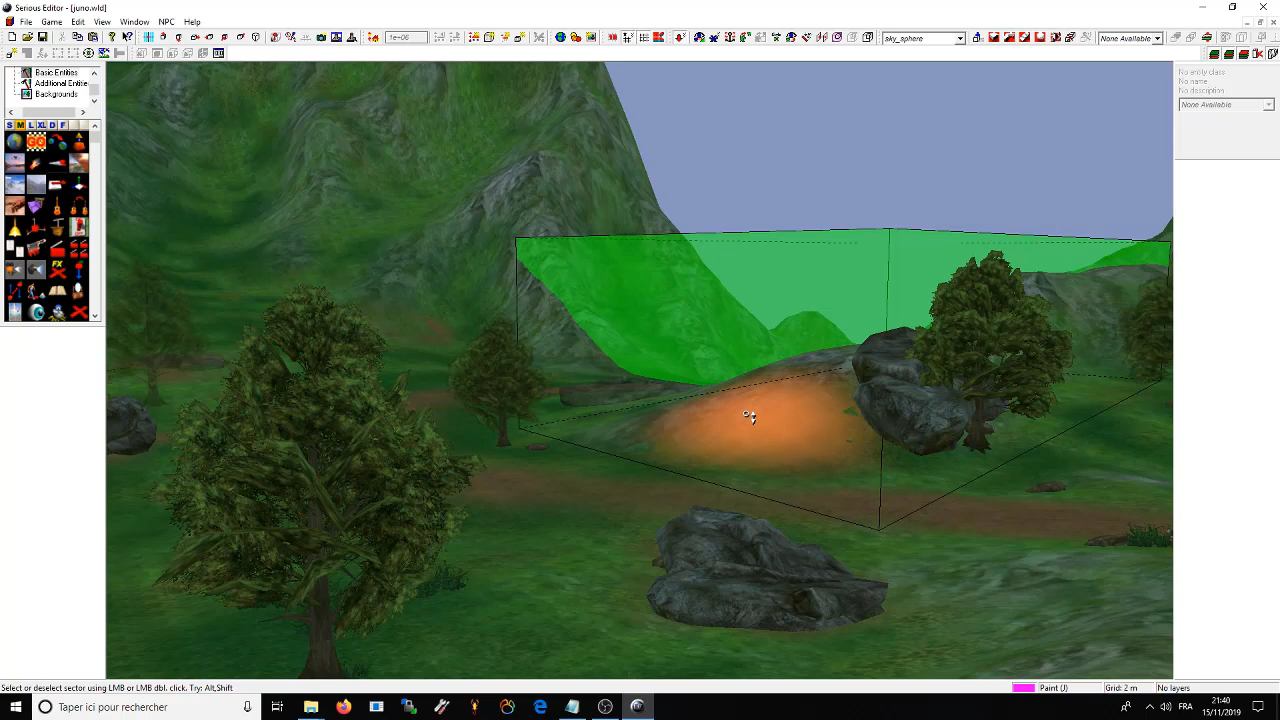 Serious Editor - [juno.wld]
File Game Edit View Window NPC Help
1e+06
sky_sphere
None Available
Basic Entities
Additional Entitie
Backgrounds
S M L XL D F
GO
FX
No entity class
No name
No description
None Available
Select or deselect sector using LMB or LMB dbl. click. Try: Alt,Shift
Paint (J)
Grid: 2 m
No layers
Taper ici pour rechercher
FRA
21:40
15/11/2019